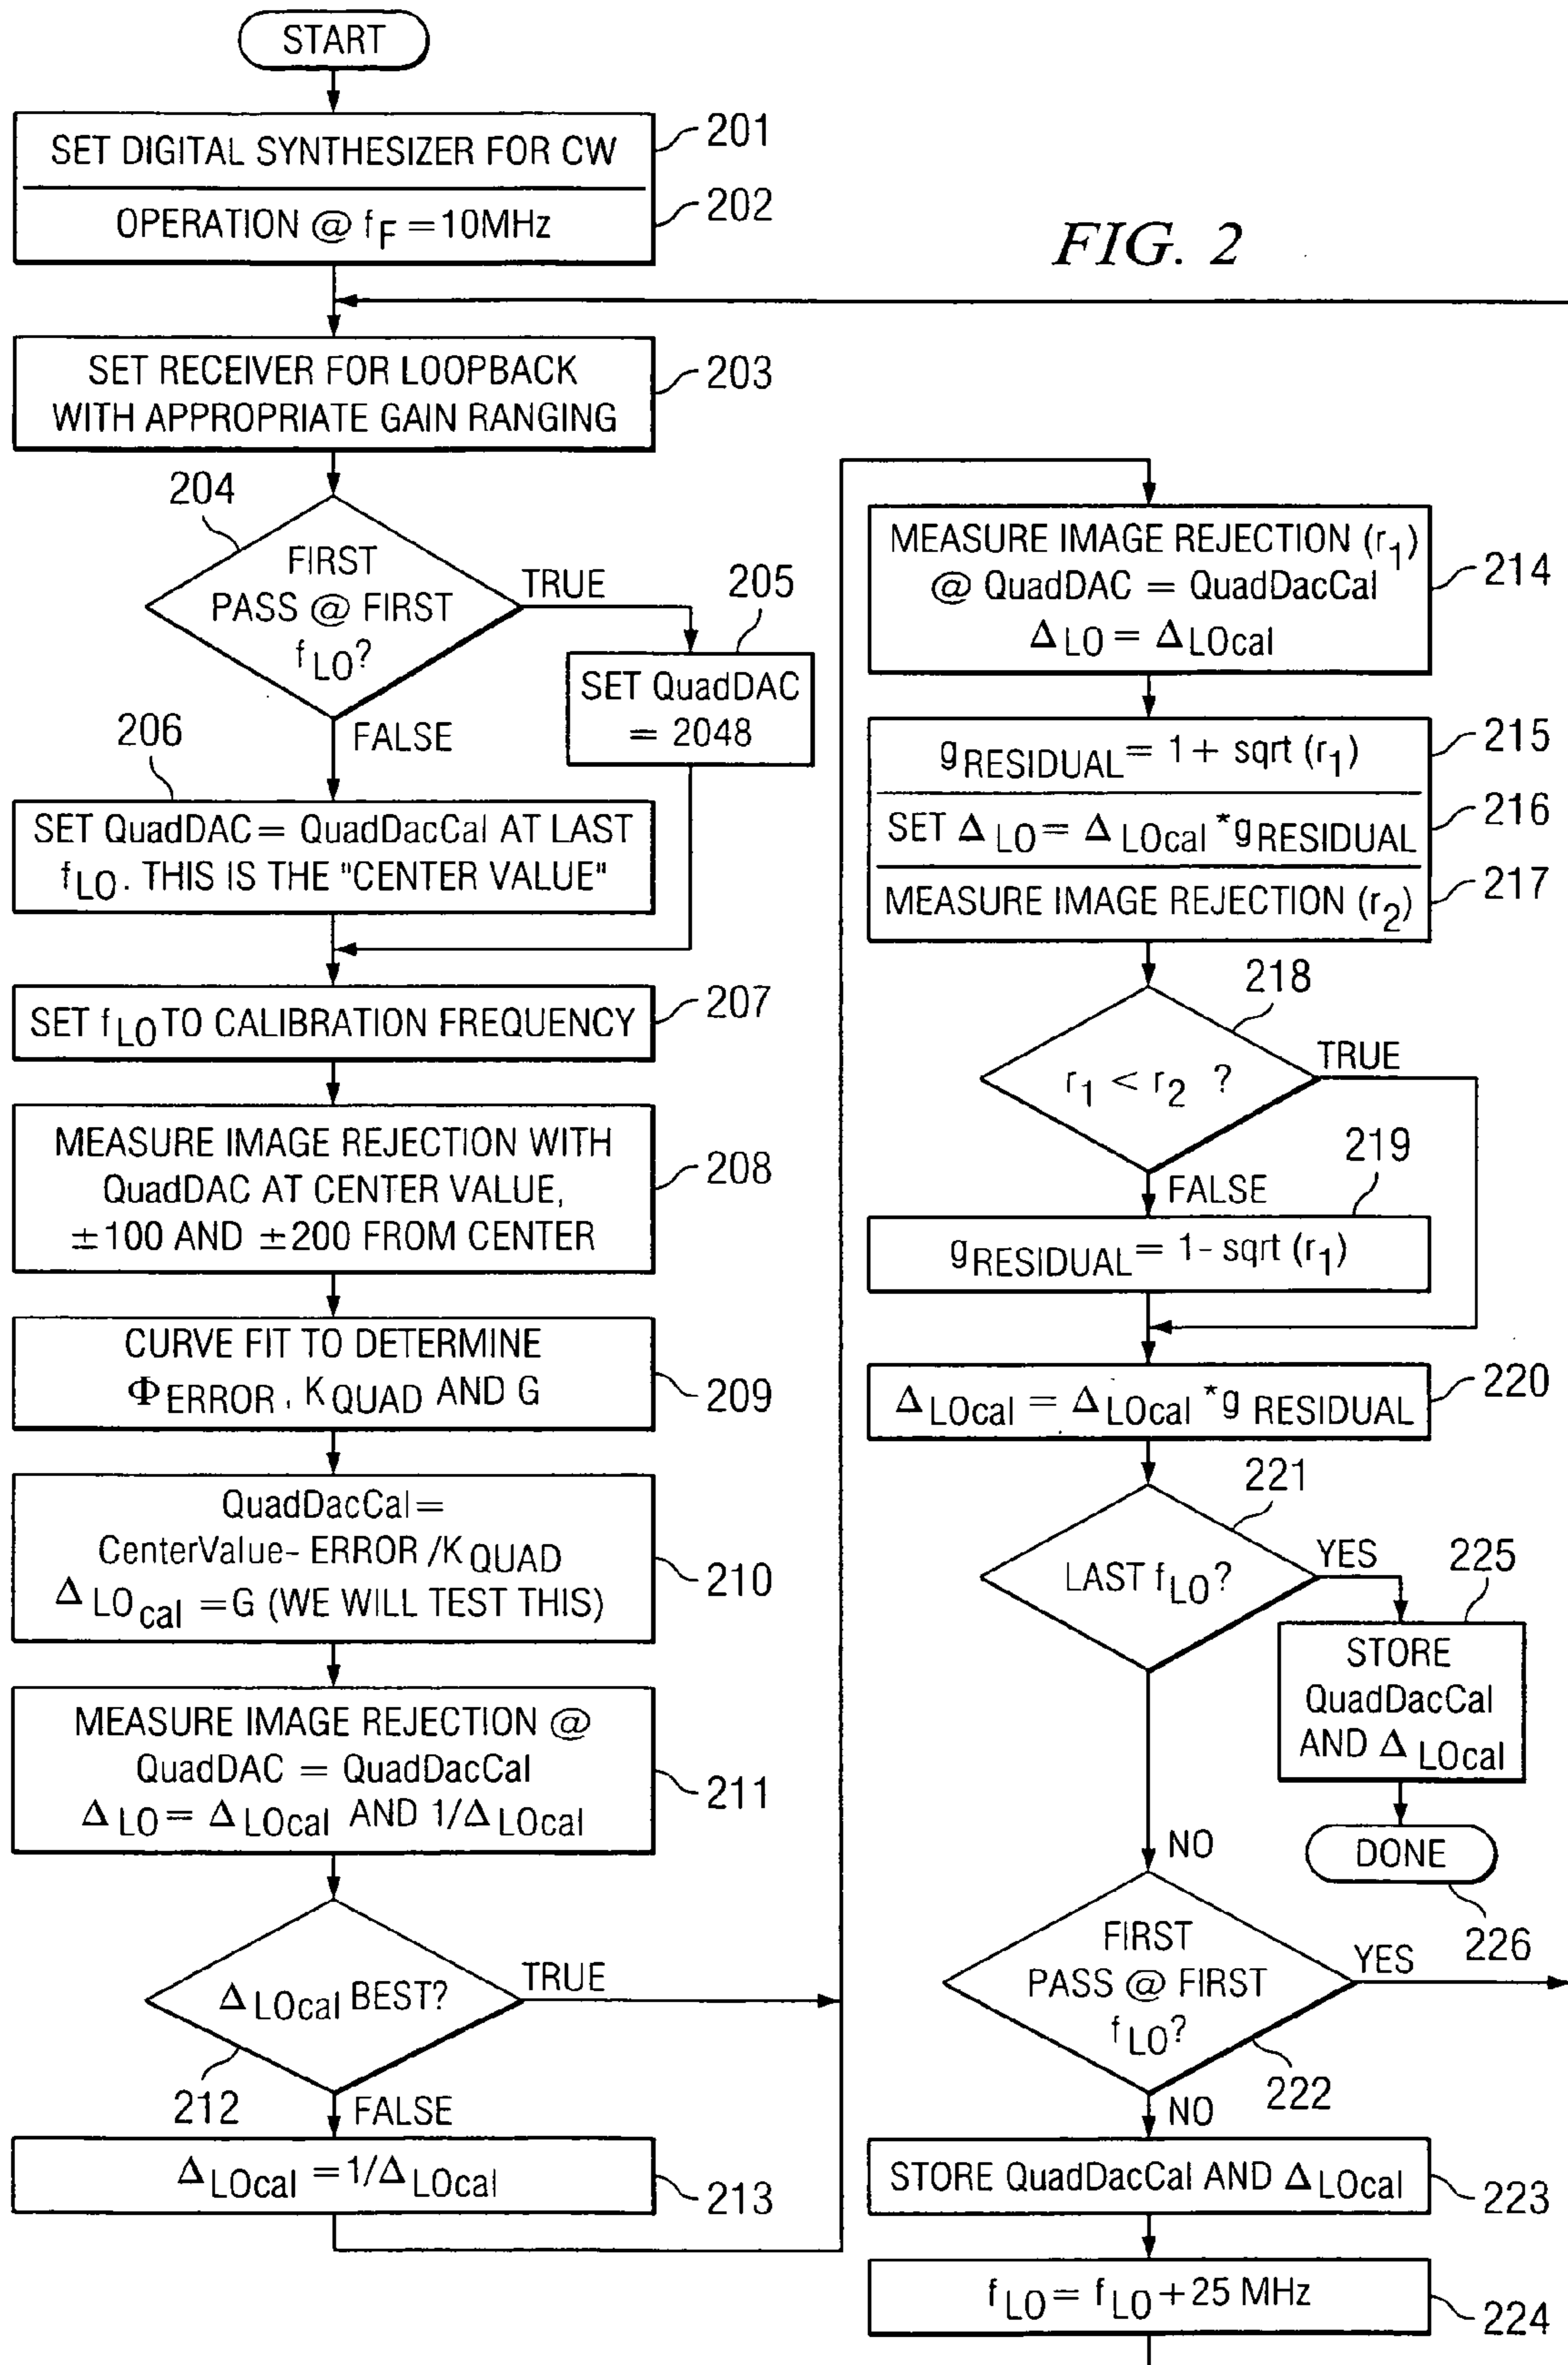 START
SET DIGITAL SYNTHESIZER FOR CW
201
OPERATION @ fF = 10MHz
202
FIG. 2
SET RECEIVER FOR LOOPBACK
WITH APPROPRIATE GAIN RANGING
203
204
FIRST
PASS @ FIRST
fLO?
TRUE
FALSE
205
SET QuadDAC
= 2048
206
SET QuadDAC = QuadDacCal AT LAST
fLO. THIS IS THE "CENTER VALUE"
SET fLO TO CALIBRATION FREQUENCY
207
MEASURE IMAGE REJECTION WITH
QuadDAC AT CENTER VALUE,
±100 AND ±200 FROM CENTER
208
CURVE FIT TO DETERMINE
ΦERROR, KQUAD AND G
209
QuadDacCal =
CenterValue- ERROR /KQUAD
ΔLOcal = G (WE WILL TEST THIS)
210
MEASURE IMAGE REJECTION @
QuadDAC = QuadDacCal
ΔLO = ΔLOcal AND 1/ΔLOcal
211
ΔLOcal BEST?
TRUE
212
FALSE
ΔLOcal = 1/ΔLOcal
213
MEASURE IMAGE REJECTION (r1)
@ QuadDAC = QuadDacCal
ΔLO = ΔLOcal
214
gRESIDUAL = 1 + sqrt (r1)
215
SET ΔLO = ΔLOcal *gRESIDUAL
216
MEASURE IMAGE REJECTION (r2)
217
218
r1 < r2 ?
TRUE
FALSE
219
gRESIDUAL = 1 - sqrt (r1)
ΔLOcal = ΔLOcal *g RESIDUAL
220
221
LAST fLO?
YES
NO
225
STORE
QuadDacCal
AND ΔLOcal
DONE
226
FIRST
PASS @ FIRST
fLO?
YES
222
NO
STORE QuadDacCal AND ΔLOcal
223
fLO = fLO + 25 MHz
224